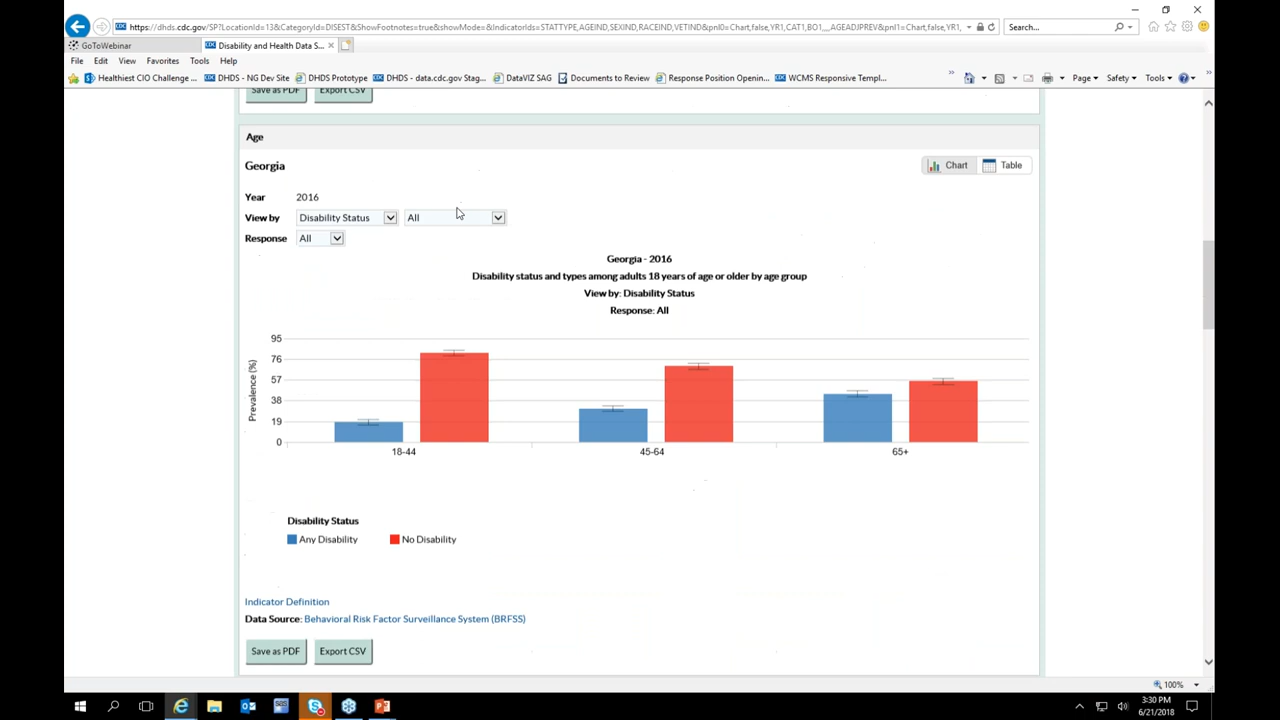 https://dhds.cdc.gov/SP?LocationId=13&CategoryId=DISEST&ShowFootnotes=true&showMode=&IndicatorIds=STATTYPE,AGEIND,SEXIND,RACEIND,VETIND&pnl0=Chart,false,YR1,CAT1,BO1,,,,AGEADJPREV&pnl1=Chart,false,YR1, Search...
GoToWebinar Disability and Health Data S...
File Edit View Favorites Tools Help
Healthiest CIO Challenge ... DHDS - NG Dev Site DHDS Prototype DHDS - data.cdc.gov Stag... DataVIZ SAG Documents to Review Response Position Openin... WCMS Responsive Templ... Page Safety Tools
Save as PDF Export CSV
Age
Georgia Chart Table
Year 2016
View by Disability Status All
Response All
Georgia - 2016
Disability status and types among adults 18 years of age or older by age group
View by: Disability Status
Response: All
Prevalence (%)
95
76
57
38
19
0
18-44 45-64 65+
Disability Status
Any Disability No Disability
Indicator Definition
Data Source: Behavioral Risk Factor Surveillance System (BRFSS)
Save as PDF Export CSV
100%
3:30 PM
6/21/2018